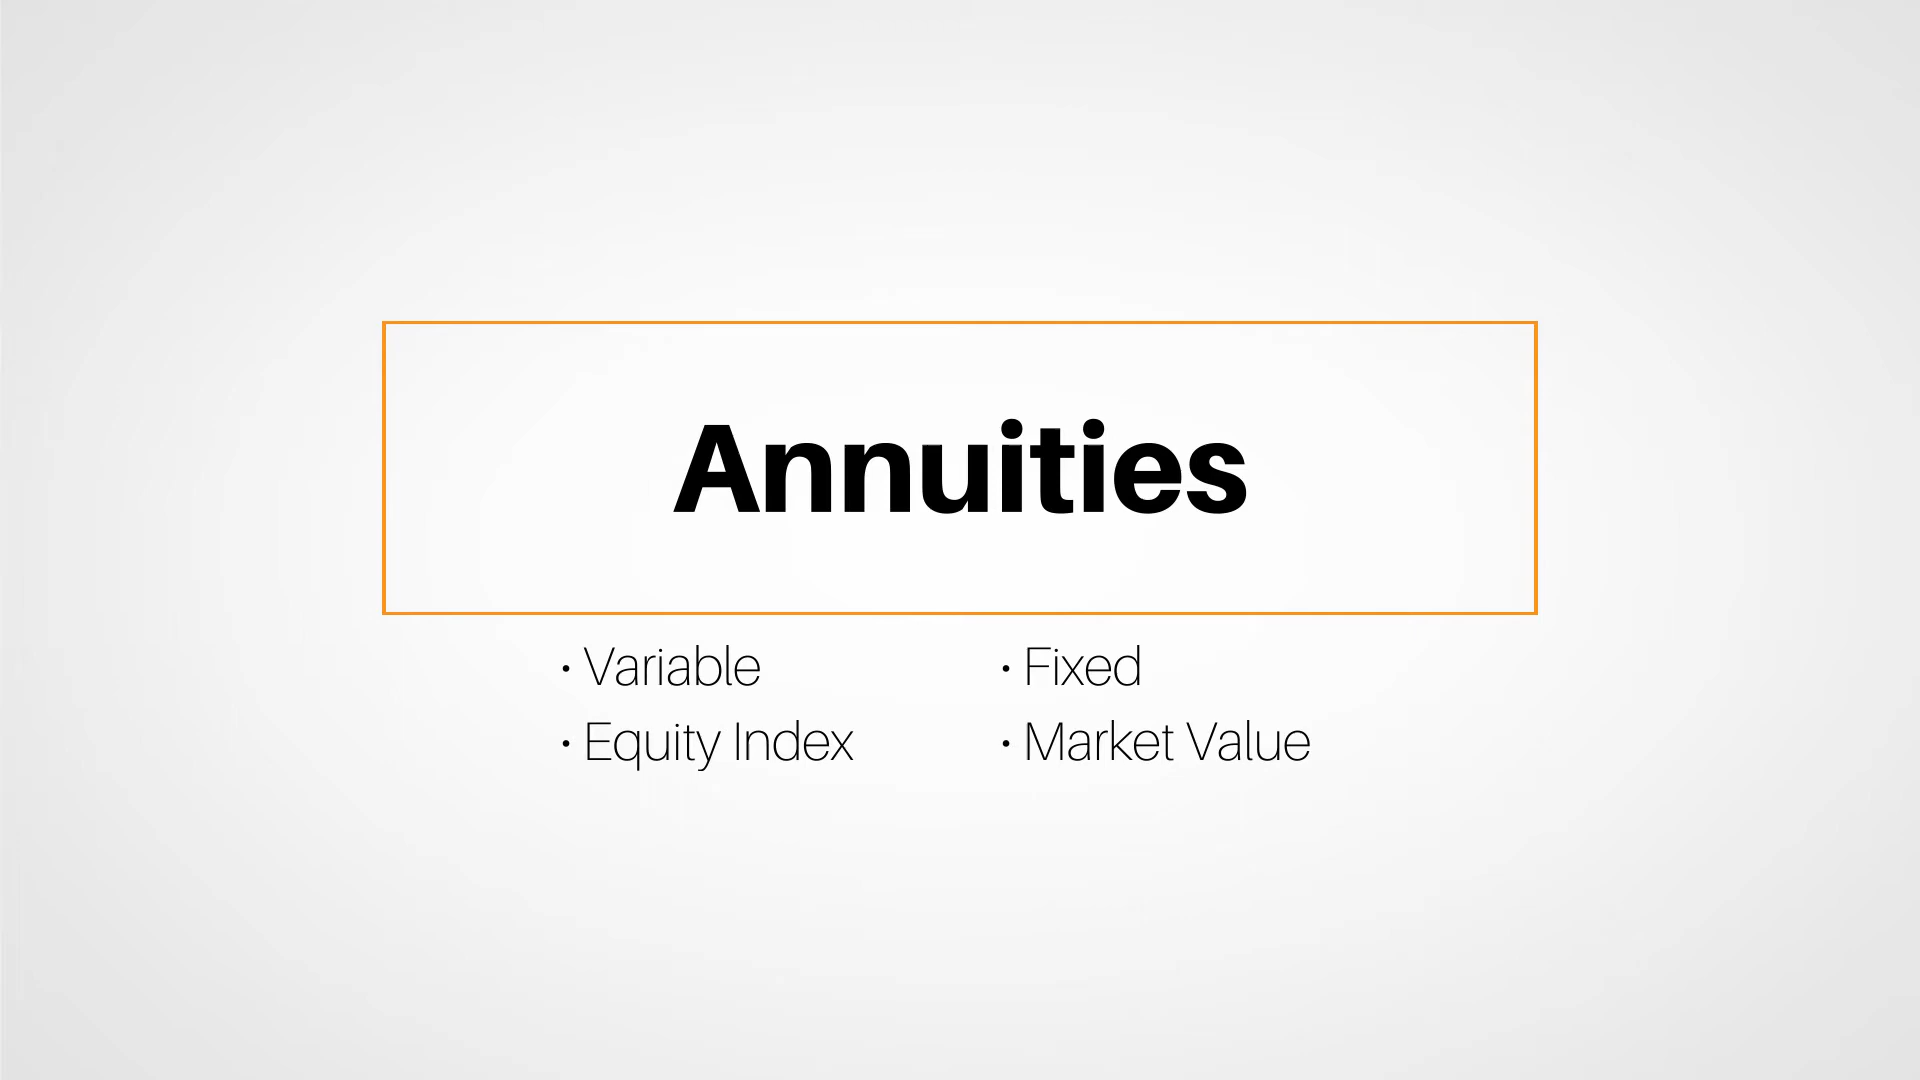 Annuities
• Variable
• Fixed
• Equity Index
• Market Value